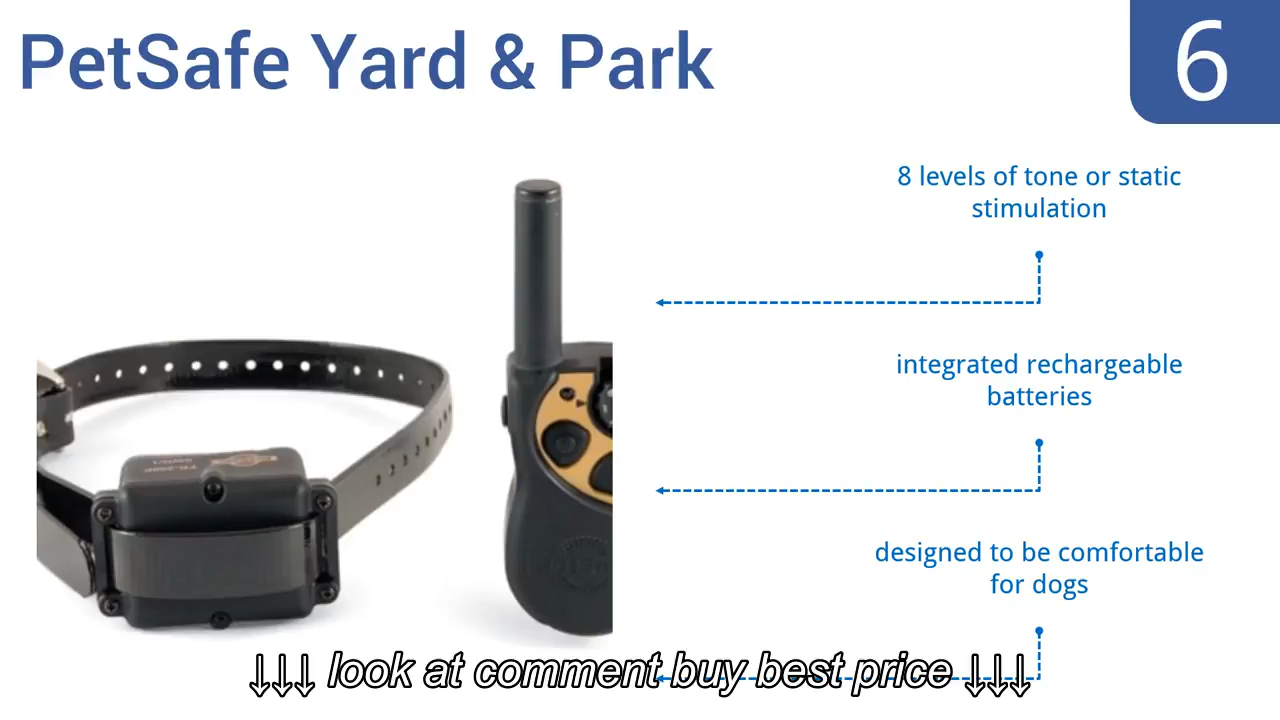 PetSafe Yard & Park
6
8 levels of tone or static
stimulation
integrated rechargeable
batteries
designed to be comfortable
for dogs
↓↓↓ look at comment buy best price ↓↓↓